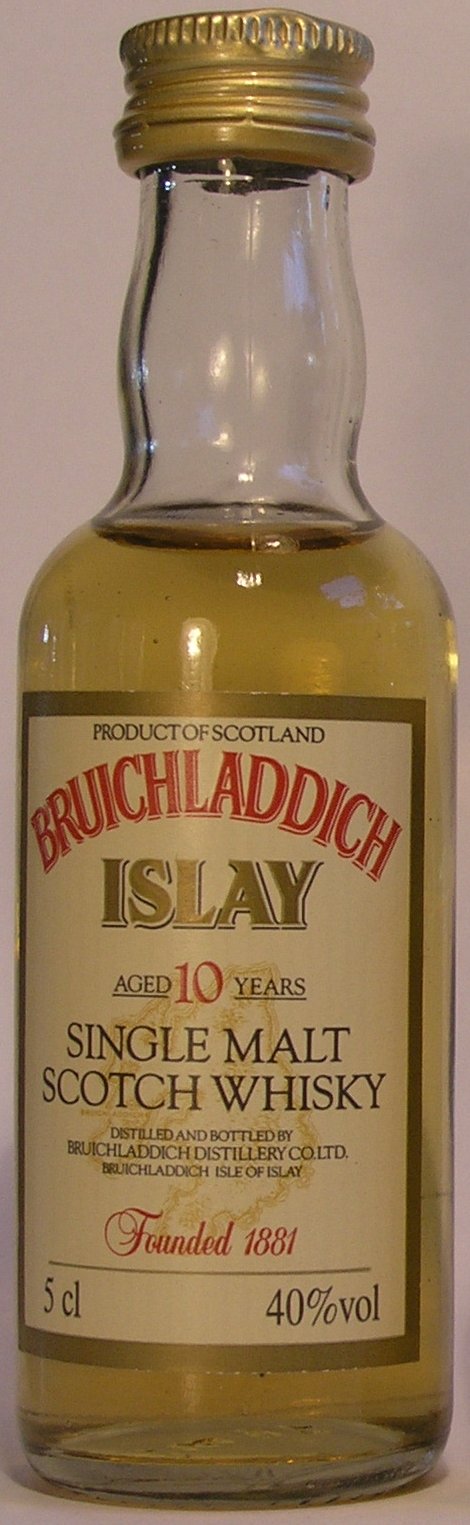 PRODUCT OF SCOTLAND
BRUICHLADDICH
ISLAY
AGED 10 YEARS
SINGLE MALT
SCOTCH WHISKY
DISTILLED AND BOTTLED BY
BRUICHLADDICH DISTILLERY CO. LTD.
BRUICHLADDICH ISLE OF ISLAY
Founded 1881
5 cl 40%vol